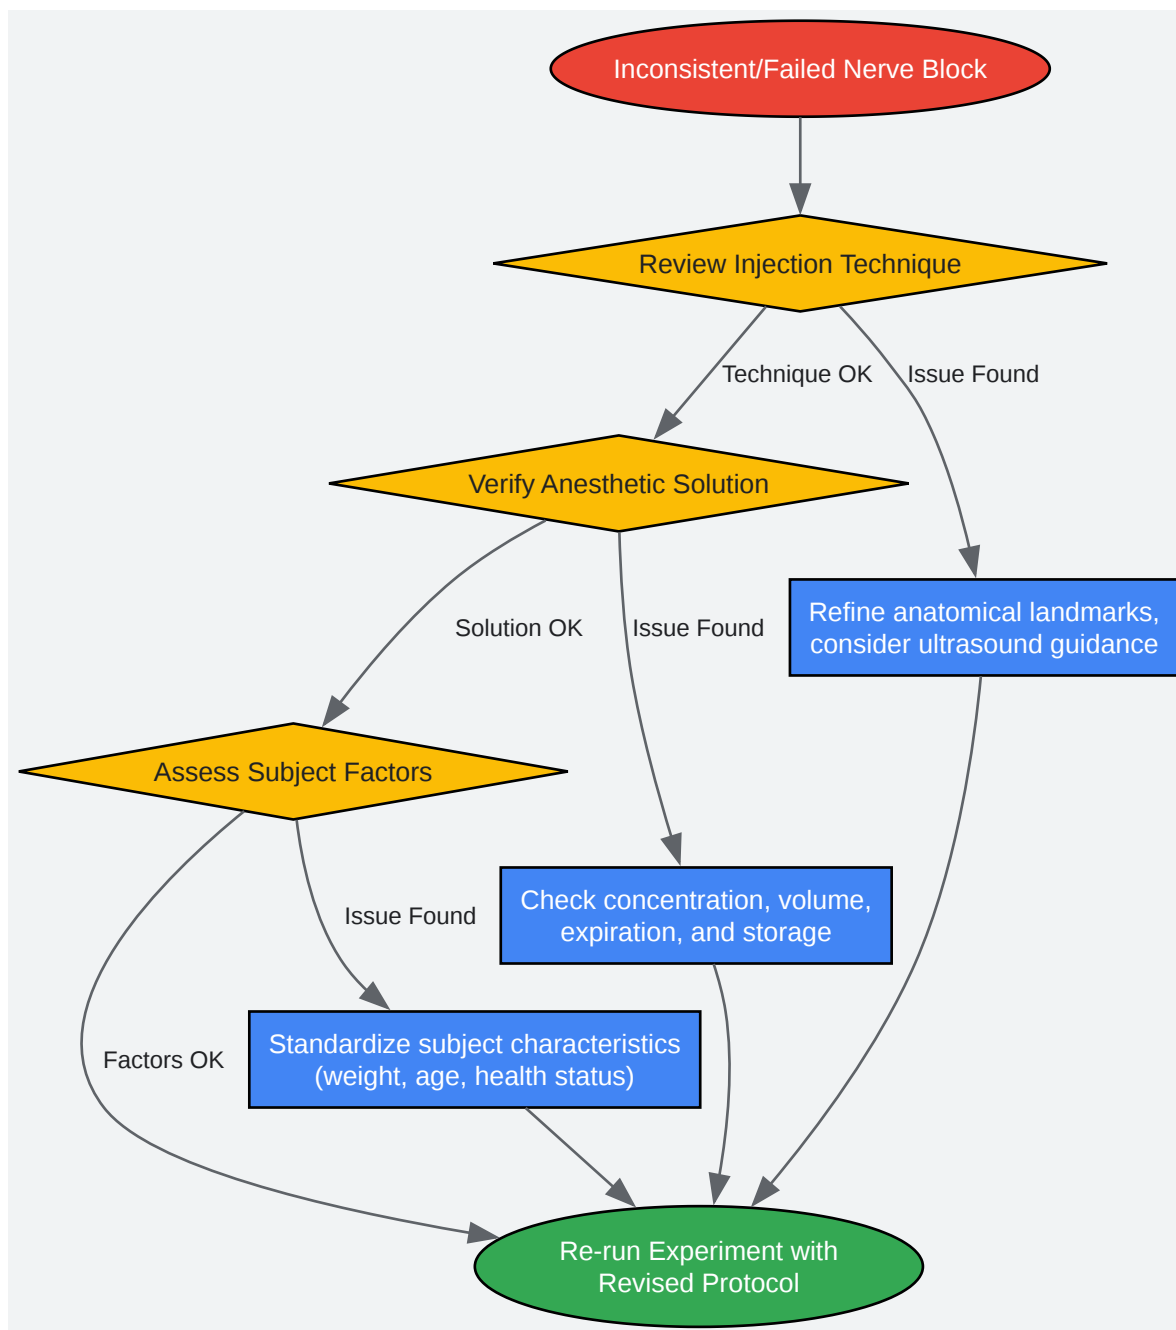 Inconsistent/Failed Nerve Block
Review Injection Technique
Technique OK
Issue Found
Verify Anesthetic Solution
Refine anatomical landmarks,
consider ultrasound guidance
Solution OK
Issue Found
Assess Subject Factors
Check concentration, volume,
expiration, and storage
Issue Found
Standardize subject characteristics
(weight, age, health status)
Factors OK
Re-run Experiment with
Revised Protocol